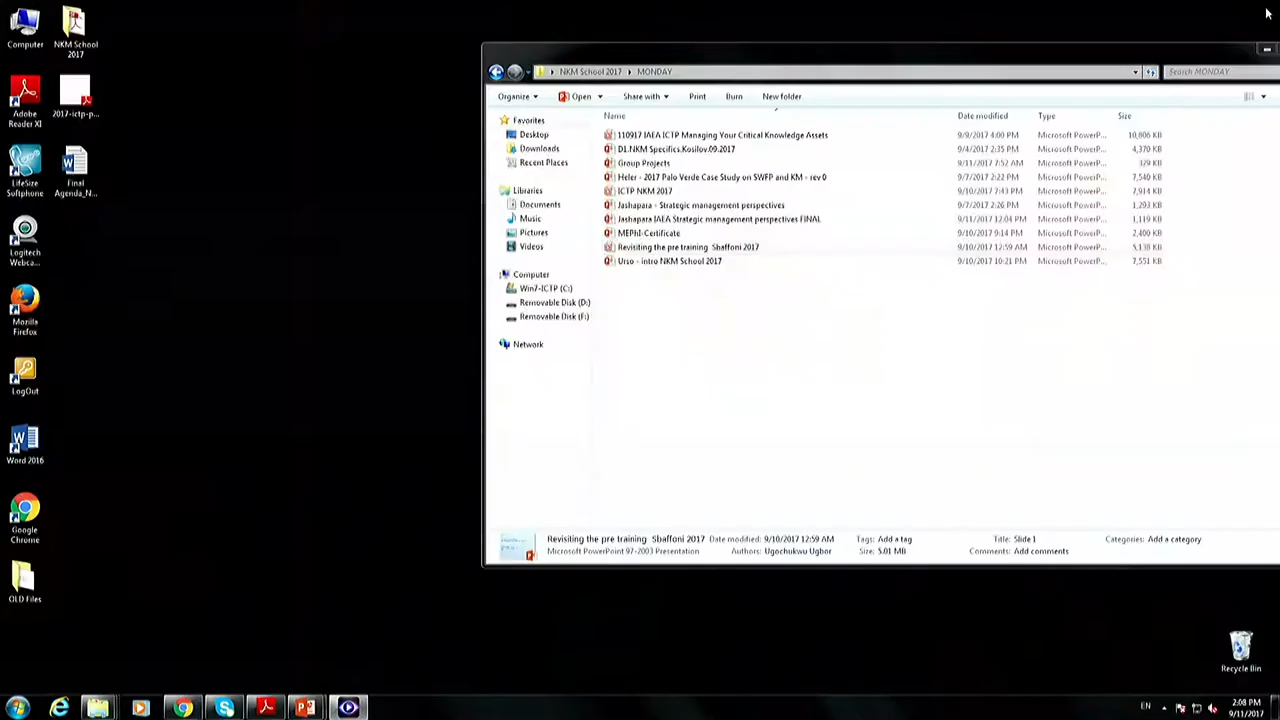 Computer
NKM School 2017
Adobe Reader XI
2017-ictp-p...
LifeSize Softphone
Final Agenda_N...
Logitech Webca...
Mozilla Firefox
LogOut
Word 2016
Google Chrome
OLD Files
NKM School 2017 ▸ MONDAY
Search MONDAY
Organize Open Share with Print Burn New folder
Favorites
Desktop
Downloads
Recent Places
Libraries
Documents
Music
Pictures
Videos
Computer
Win7-ICTP (C:)
Removable Disk (D:)
Removable Disk (F:)
Network
Name Date modified Type Size
110917 IAEA ICTP Managing Your Critical Knowledge Assets 9/9/2017 4:00 PM Microsoft PowerP... 10,806 KB
D1.NKM Specifics.Kosilov.09.2017 9/4/2017 2:35 PM Microsoft PowerP... 4,370 KB
Group Projects 9/11/2017 7:52 AM Microsoft PowerP... 329 KB
Heler - 2017 Palo Verde Case Study on SWFP and KM - rev 0 9/7/2017 2:22 PM Microsoft PowerP... 7,540 KB
ICTP NKM 2017 9/10/2017 7:43 PM Microsoft PowerP... 7,914 KB
Jashapara - Strategic management perspectives 9/7/2017 2:26 PM Microsoft PowerP... 1,293 KB
Jashapara IAEA Strategic management perspectives FINAL 9/11/2017 12:04 PM Microsoft PowerP... 1,119 KB
MEPhI-Certificate 9/10/2017 9:14 PM Microsoft PowerP... 2,400 KB
Revisiting the pre training Sbaffoni 2017 9/10/2017 12:59 AM Microsoft PowerP... 5,138 KB
Urso - intro NKM School 2017 9/10/2017 10:21 PM Microsoft PowerP... 7,551 KB
Revisiting the pre training Sbaffoni 2017 Date modified: 9/10/2017 12:59 AM Tags: Add a tag Title: Slide 1 Categories: Add a category
Microsoft PowerPoint 97-2003 Presentation Authors: Ugochukwu Ugbor Size: 5.01 MB Comments: Add comments
Recycle Bin
EN
2:08 PM
9/11/2017